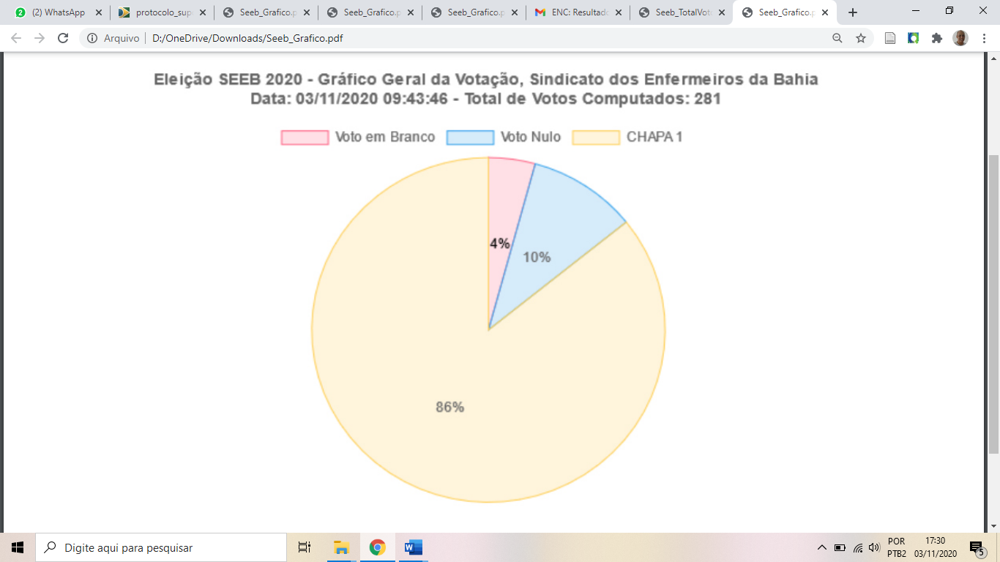 (2) WhatsApp
protocolo_sup
Seeb_Grafico.p
Seeb_Grafico.p
Seeb_Grafico.p
ENC: Resultado
Seeb_TotalVoto
Seeb_Grafico.p
Arquivo | D:/OneDrive/Downloads/Seeb_Grafico.pdf
Eleição SEEB 2020 - Gráfico Geral da Votação, Sindicato dos Enfermeiros da Bahia
Data: 03/11/2020 09:43:46 - Total de Votos Computados: 281
Voto em Branco Voto Nulo CHAPA 1
4%
10%
86%
Digite aqui para pesquisar
POR 17:30
PTB2 03/11/2020
5